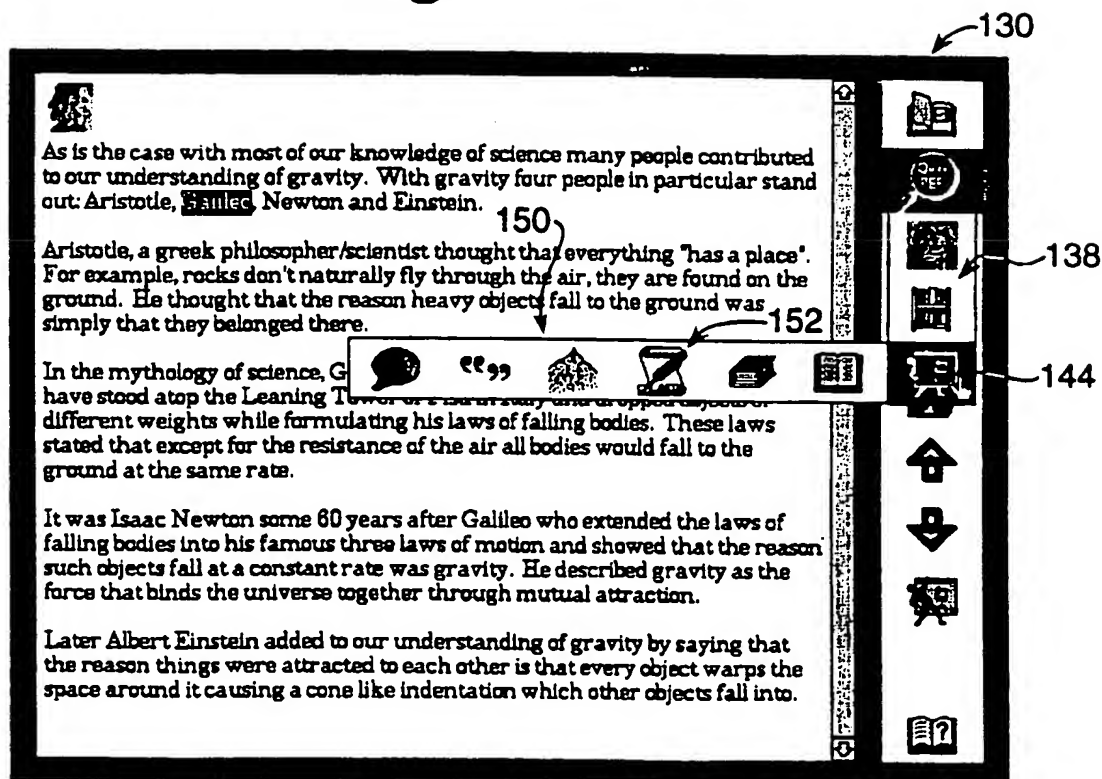 130
As is the case with most of our knowledge of science many people contributed
to our understanding of gravity. With gravity four people in particular stand
out: Aristotle, Galileo, Newton and Einstein.
150
Aristotle, a greek philosopher/scientist thought that everything "has a place".
138
For example, rocks don't naturally fly through the air, they are found on the
ground. He thought that the reason heavy objects fall to the ground was
simply that they belonged there.
152
144
In the mythology of science, G
have stood atop the Leaning Tower of
different weights while formulating his laws of falling bodies. These laws
stated that except for the resistance of the air all bodies would fall to the
ground at the same rate.
It was Isaac Newton some 60 years after Galileo who extended the laws of
falling bodies into his famous three laws of motion and showed that the reason
such objects fall at a constant rate was gravity. He described gravity as the
force that binds the universe together through mutual attraction.
Later Albert Einstein added to our understanding of gravity by saying that
the reason things were attracted to each other is that every object warps the
space around it causing a cone like indentation which other objects fall into.
?